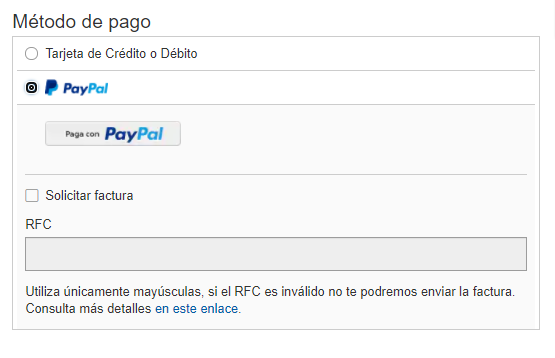 Método de pago
Tarjeta de Crédito o Débito
PayPal
Paga con PayPal
Solicitar factura
RFC
Utiliza únicamente mayúsculas, si el RFC es inválido no te podremos enviar la factura.
Consulta más detalles en este enlace.